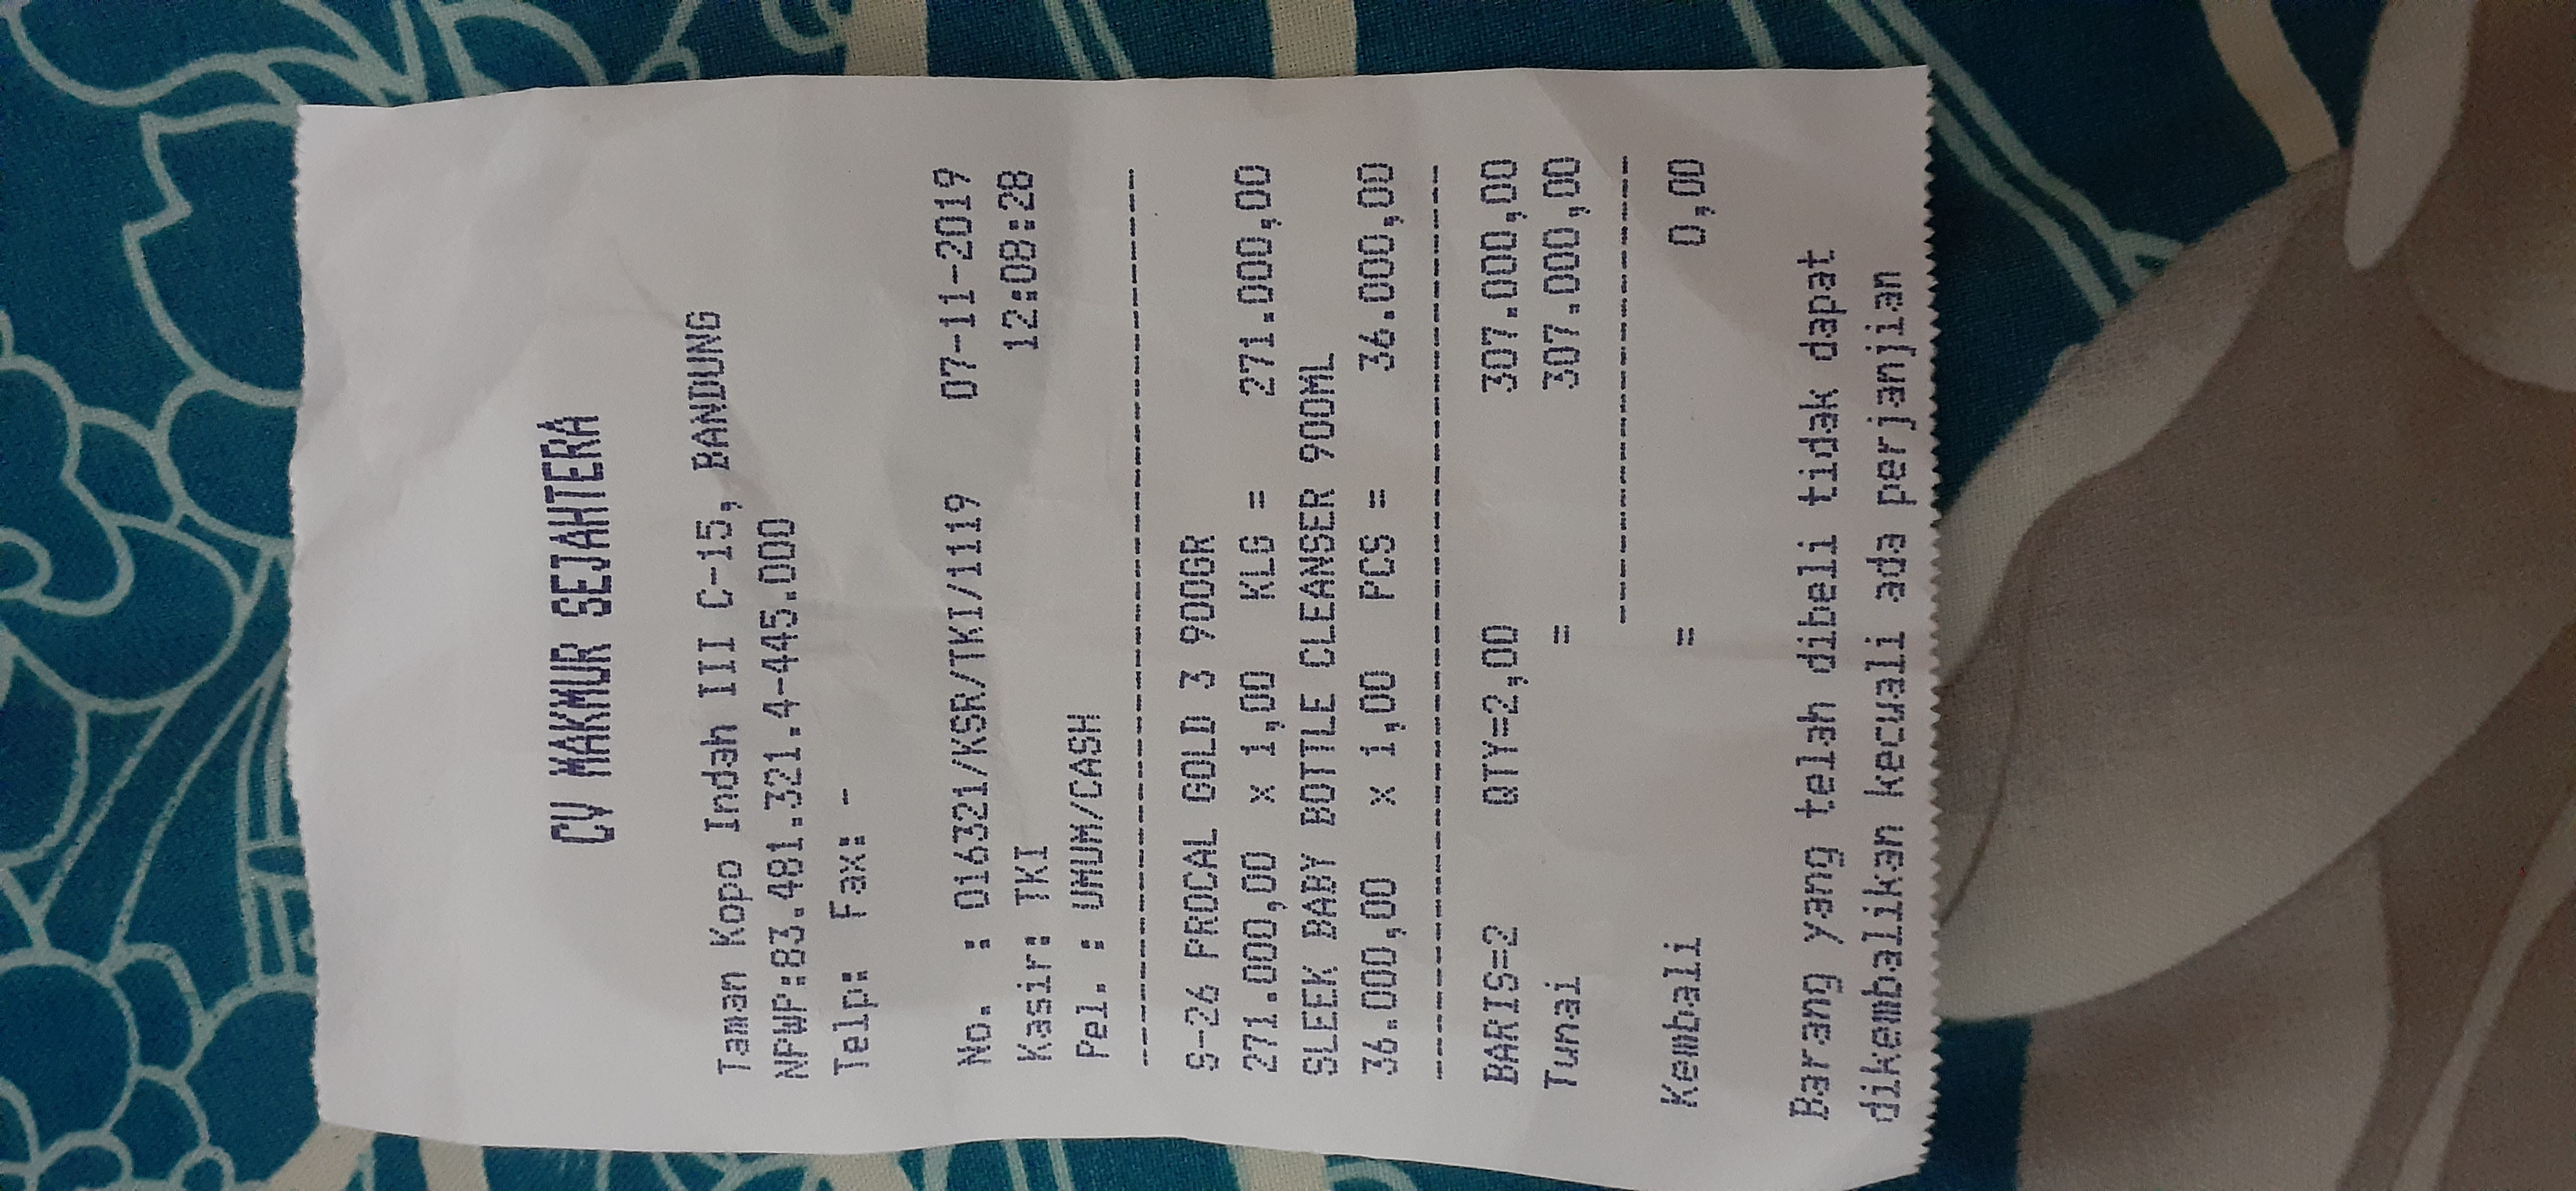 CV MAKMUR SEJAHTERA
Taman Kopo Indah III C-15, BANDUNG
NPWP:83.481.321.4-445.000
Telp:  Fax: -
No.  : 016321/KSR/TKI/1119    07-11-2019
Kasir: TKI    12:08:28
Pel. : UMUM/CASH
S-26 PROCAL GOLD 3 900GR
271.000,00  x 1,00  KLG =    271.000,00
SLEEK BABY BOTTLE CLEANSER 900ML
36.000,00  x 1,00  PCS =    36.000,00
BARIS=2    QTY=2,00    307.000,00
Tunai    =    307.000,00
Kembali    =    0,00
Barang yang telah dibeli tidak dapat
dikembalikan kecuali ada perjanjian